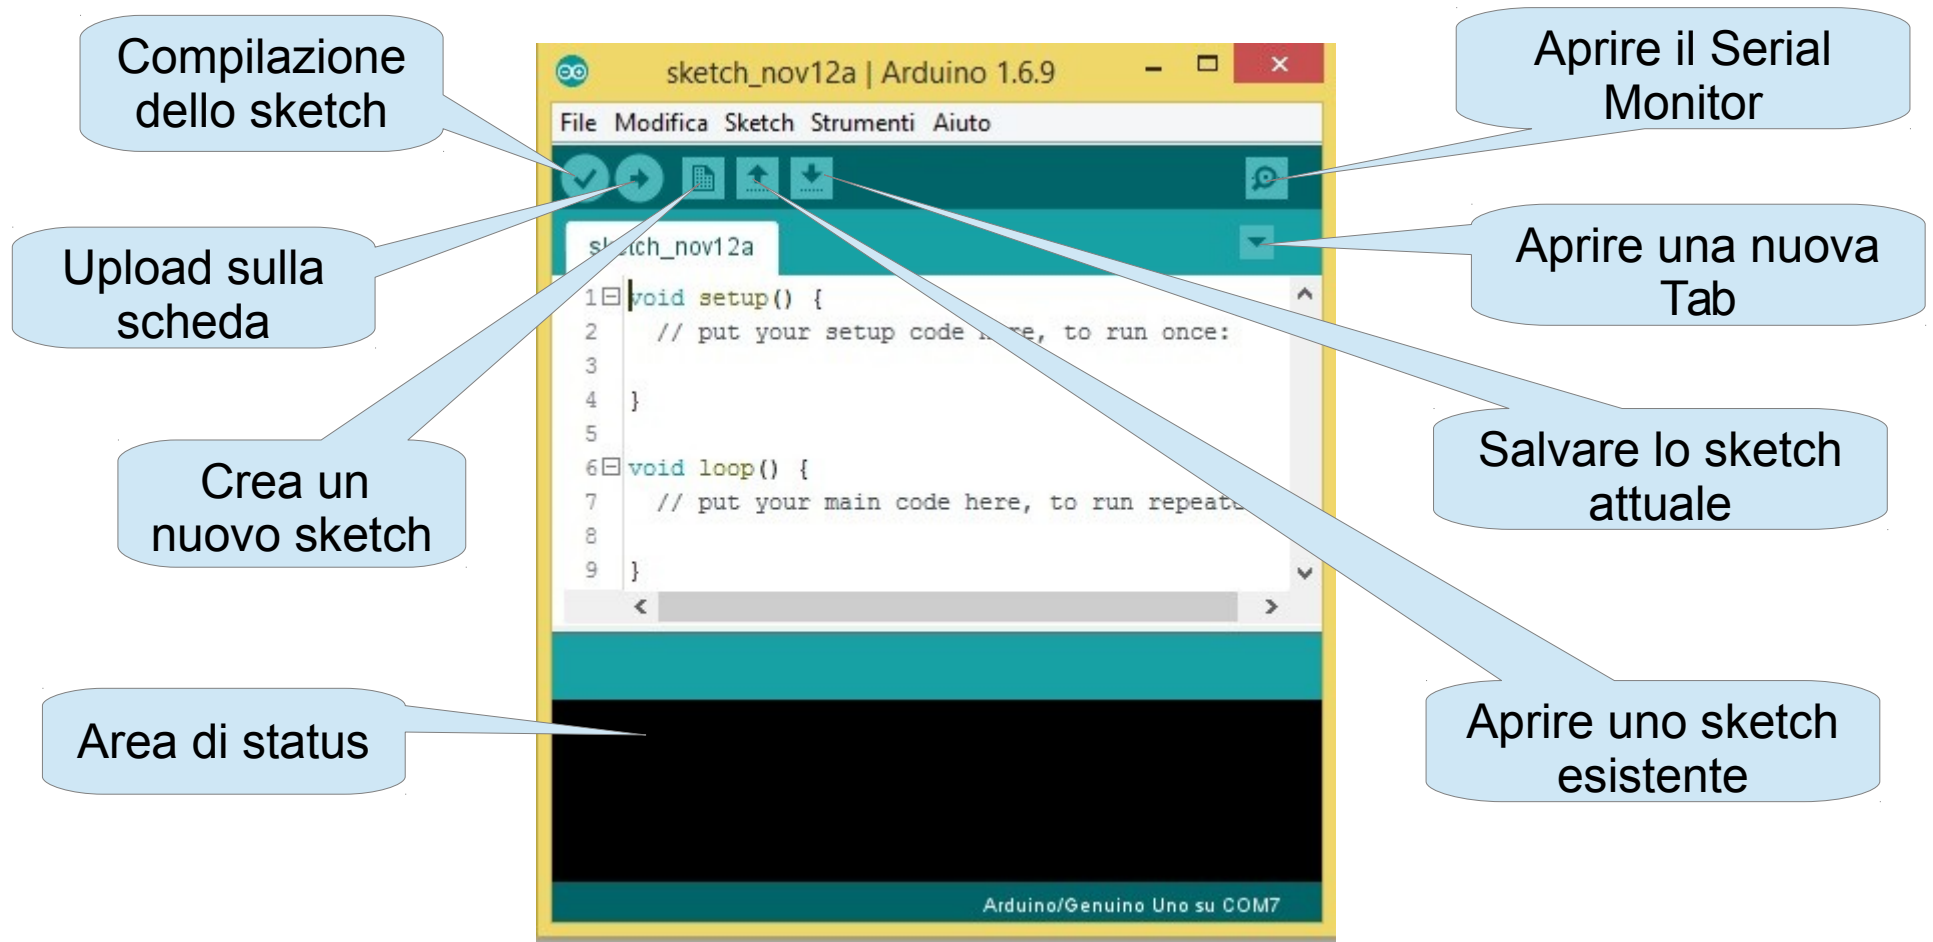 Compilazione
dello sketch
Aprire il Serial
Monitor
sketch_nov12a | Arduino 1.6.9
File Modifica Sketch Strumenti Aiuto
Upload sulla
scheda
Aprire una nuova
Tab
sketch_nov12a
1 void setup() {
2 // put your setup code here, to run once:
3
4 }
5
6 void loop() {
7 // put your main code here, to run repeate
8
9 }
Crea un
nuovo sketch
Salvare lo sketch
attuale
Area di status
Aprire uno sketch
esistente
Arduino/Genuino Uno su COM7